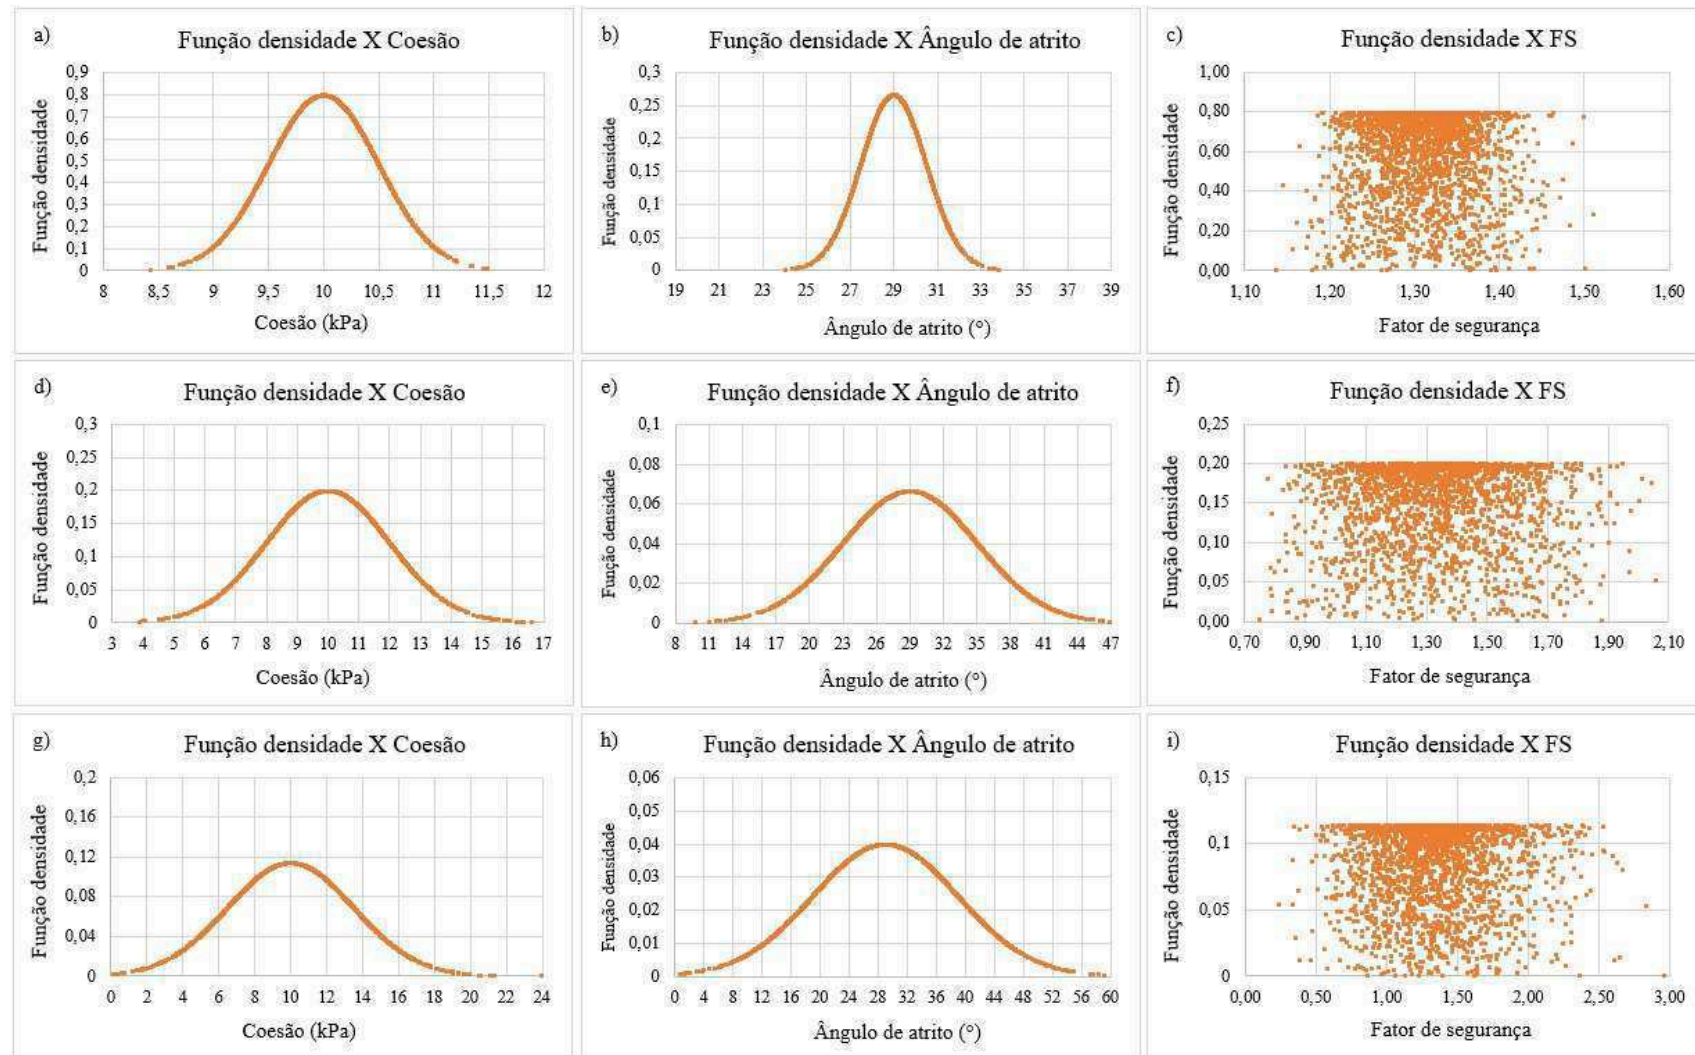 a)
Função densidade X Coesão
Função densidade
0,9
0,8
0,7
0,6
0,5
0,4
0,3
0,2
0,1
0
8 8,5 9 9,5 10 10,5 11 11,5 12
Coesão (kPa)
b)
Função densidade X Ângulo de atrito
Função densidade
0,3
0,25
0,2
0,15
0,1
0,05
0
19 21 23 25 27 29 31 33 35 37 39
Ângulo de atrito (°)
c)
Função densidade X FS
Função densidade
1,00
0,80
0,60
0,40
0,20
0,00
1,10 1,20 1,30 1,40 1,50 1,60
Fator de segurança
d)
Função densidade X Coesão
Função densidade
0,3
0,25
0,2
0,15
0,1
0,05
0
3 4 5 6 7 8 9 10 11 12 13 14 15 16 17
Coesão (kPa)
e)
Função densidade X Ângulo de atrito
Função densidade
0,1
0,08
0,06
0,04
0,02
0
8 11 14 17 20 23 26 29 32 35 38 41 44 47
Ângulo de atrito (°)
f)
Função densidade X FS
Função densidade
0,25
0,20
0,15
0,10
0,05
0,00
0,70 0,90 1,10 1,30 1,50 1,70 1,90 2,10
Fator de segurança
g)
Função densidade X Coesão
Função densidade
0,2
0,16
0,12
0,08
0,04
0
0 2 4 6 8 10 12 14 16 18 20 22 24
Coesão (kPa)
h)
Função densidade X Ângulo de atrito
Função densidade
0,06
0,05
0,04
0,03
0,02
0,01
0
0 4 8 12 16 20 24 28 32 36 40 44 48 52 56 60
Ângulo de atrito (°)
i)
Função densidade X FS
Função densidade
0,15
0,1
0,05
0
0,00 0,50 1,00 1,50 2,00 2,50 3,00
Fator de segurança